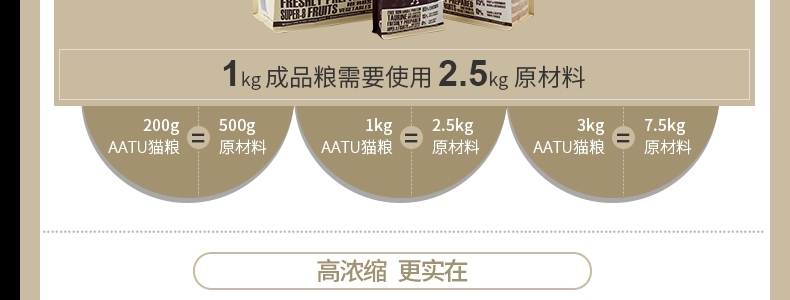 FRESHLY PREP
SUPER-8 FRUITS
1kg 成品粮需要使用 2.5kg 原材料
200g = 500g
AATU猫粮 原材料
1kg = 2.5kg
AATU猫粮 原材料
3kg = 7.5kg
AATU猫粮 原材料
高浓缩 更实在